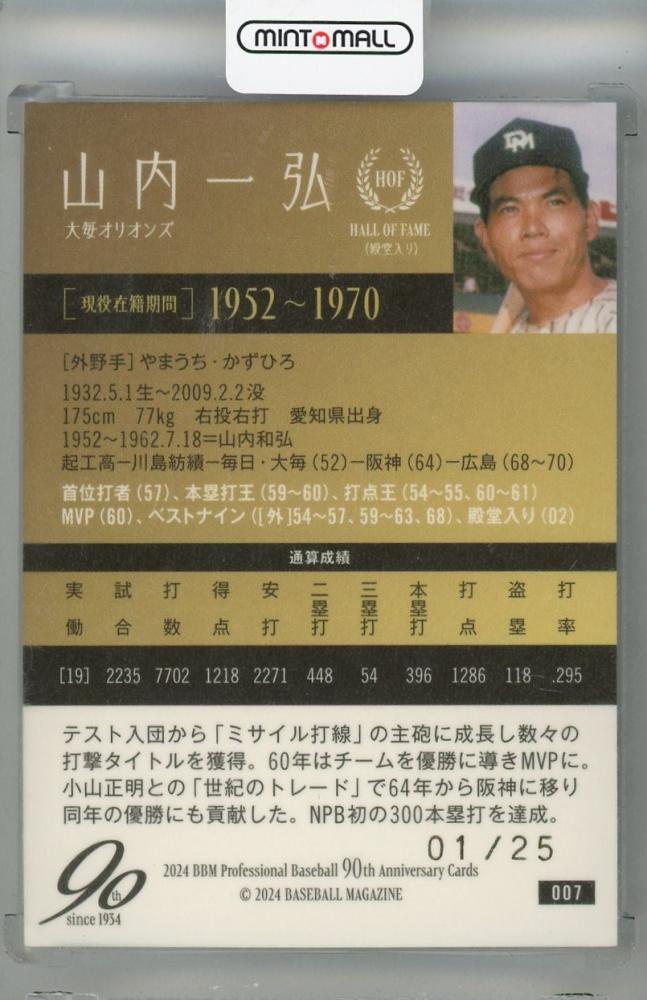 MINT MALL
山内一弘
大毎オリオンズ
HOF
HALL OF FAME
(殿堂入り)
DM
[現役在籍期間] 1952~1970
[外野手]やまうち・かずひろ
1932.5.1生~2009.2.2没
175cm 77kg 右投右打 愛知県出身
1952~1962.7.18=山内和弘
起工高ー川島紡績ー毎日・大毎(52)ー阪神(64)ー広島(68~70)
首位打者(57)、本塁打王(59~60)、打点王(54~55、60~61)
MVP(60)、ベストナイン([外]54~57、59~63、68)、殿堂入り(02)
通算成績
実働 試合 打数 得点 安打 二塁打 三塁打 本塁打 打点 盗塁 打率
[19] 2235 7702 1218 2271 448 54 396 1286 118 .295
テスト入団から「ミサイル打線」の主砲に成長し数々の
打撃タイトルを獲得。60年はチームを優勝に導きMVPに。
小山正明との「世紀のトレード」で64年から阪神に移り
同年の優勝にも貢献した。NPB初の300本塁打を達成。
01/25
90th
since 1934
2024 BBM Professional Baseball 90th Anniversary Cards
© 2024 BASEBALL MAGAZINE
007